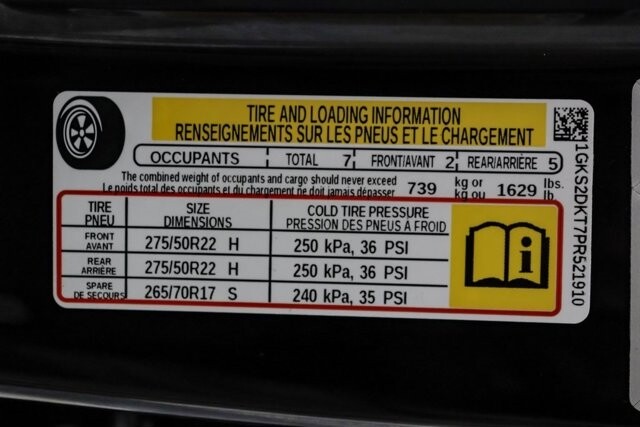 TIRE AND LOADING INFORMATION
RENSEIGNEMENTS SUR LES PNEUS ET LE CHARGEMENT
OCCUPANTS TOTAL 7 FRONT/AVANT 2 REAR/ARRIÈRE 5
The combined weight of occupants and cargo should never exceed 739 kg or 1629 lbs.
Le poids total des occupants et du chargement ne doit jamais dépasser kg ou lb
TIRE SIZE COLD TIRE PRESSURE
PNEU DIMENSIONS PRESSION DES PNEUS A FROID
FRONT
AVANT 275/50R22 H 250 kPa, 36 PSI
REAR
ARRIÈRE 275/50R22 H 250 kPa, 36 PSI
SPARE
DE SECOURS 265/70R17 S 240 kPa, 35 PSI
1GKS2DKT7PR521910